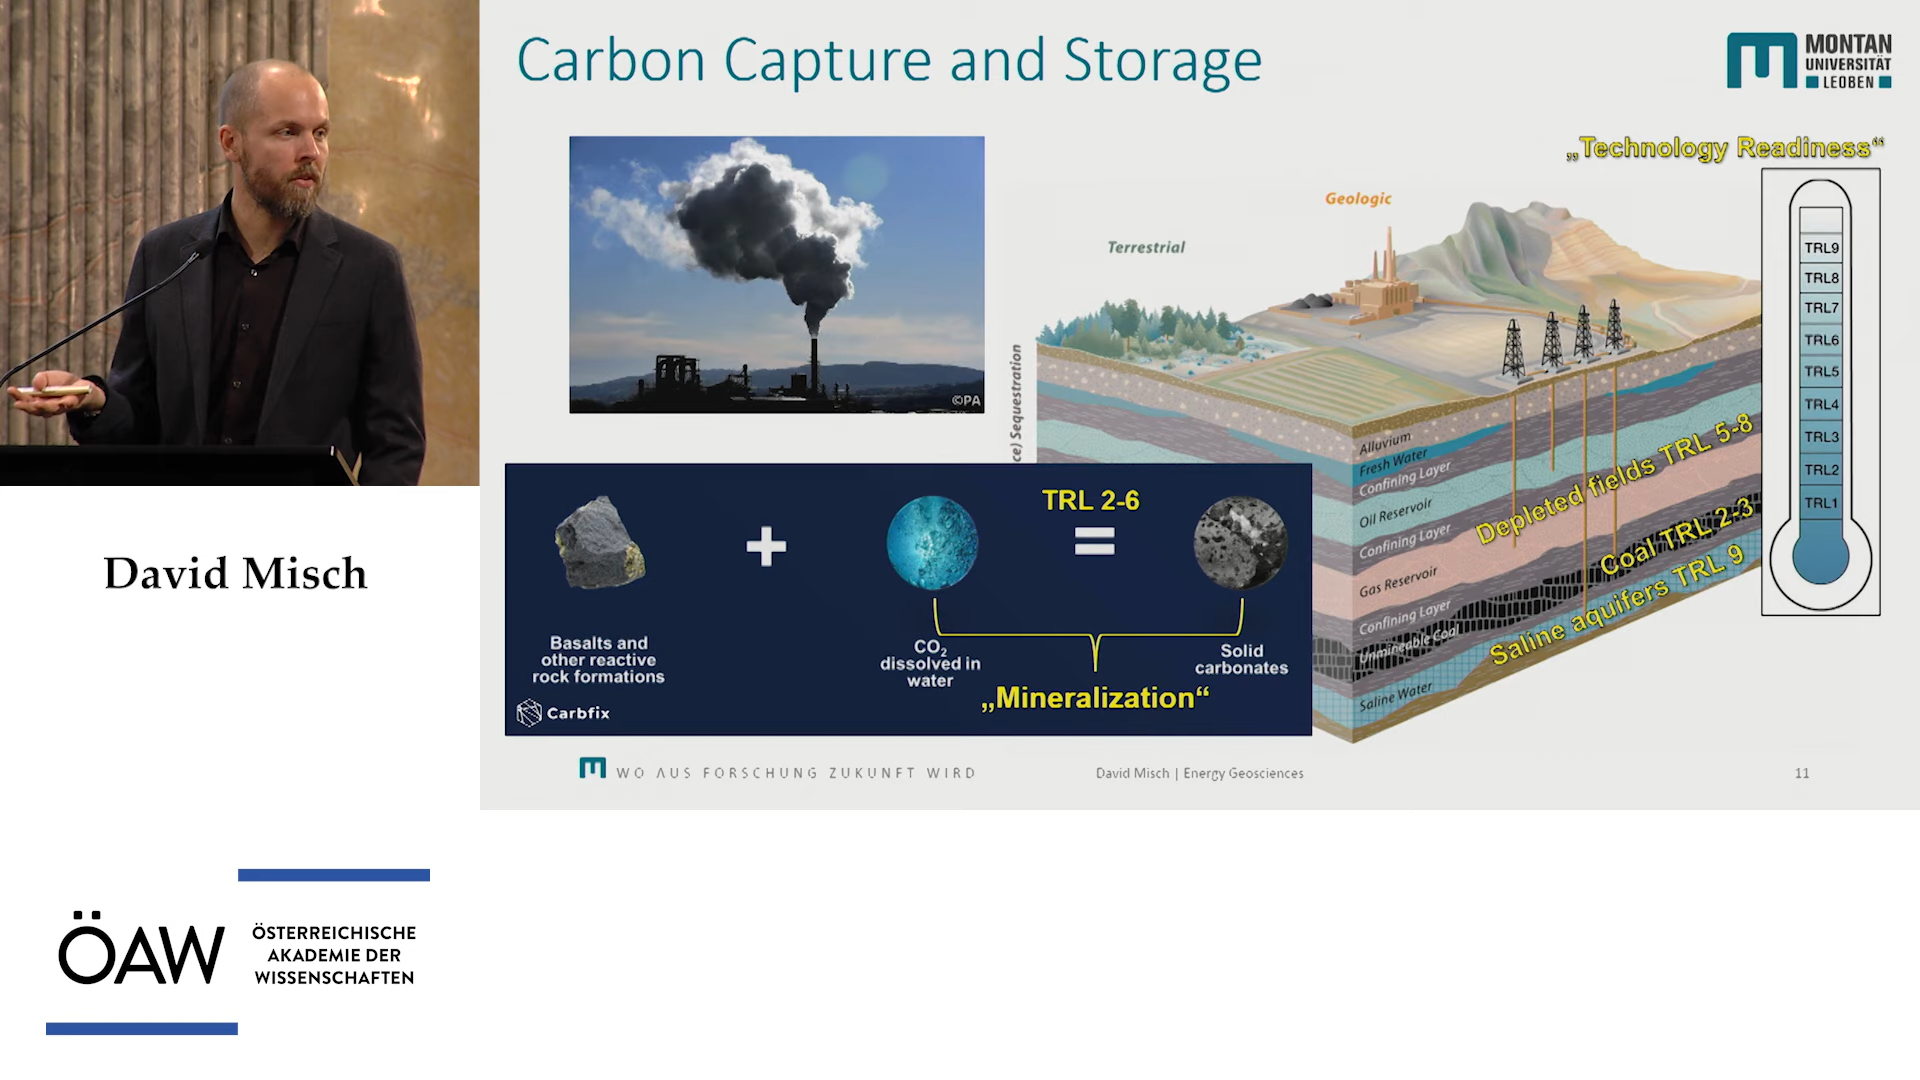 Carbon Capture and Storage
MONTAN
UNIVERSITÄT
LEOBEN
„Technology Readiness“
Geologic
Terrestrial
©PA
ce) Sequestration
TRL9
TRL8
TRL7
TRL6
TRL5
TRL4
TRL3
TRL2
TRL1
Alluvium
Fresh Water
Confining Layer
Oil Reservoir
Confining Layer
Gas Reservoir
Confining Layer
Unmineable Coal
Saline Water
Depleted fields TRL 5-8
Coal TRL 2-3
Saline aquifers TRL 9
TRL 2-6
+
=
Basalts and
other reactive
rock formations
CO₂
dissolved in
water
Solid
carbonates
„Mineralization“
Carbfix
WO AUS FORSCHUNG ZUKUNFT WIRD
David Misch | Energy Geosciences
11
David Misch
ÖAW
ÖSTERREICHISCHE
AKADEMIE DER
WISSENSCHAFTEN